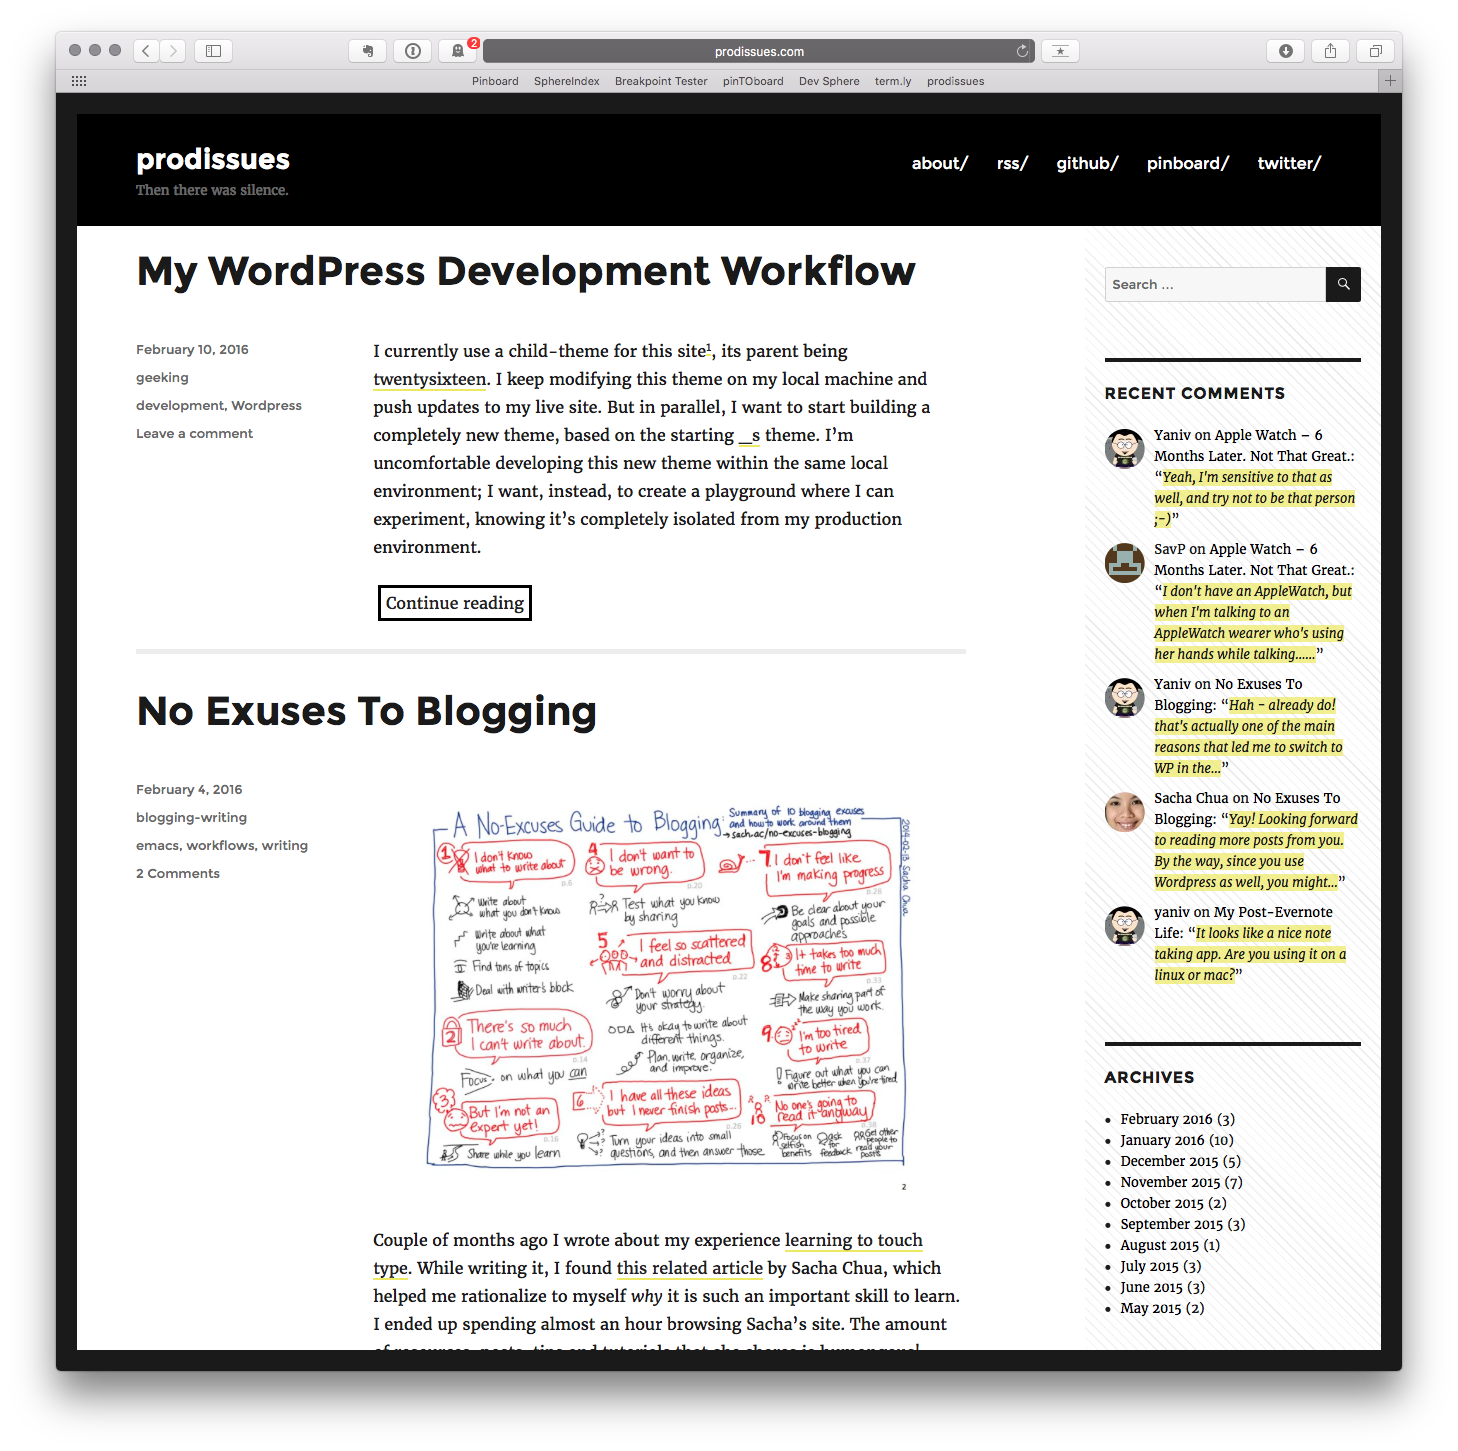 2
prodissues.com
Pinboard SphereIndex Breakpoint Tester pinTOboard Dev Sphere term.ly prodissues
prodissues
Then there was silence.
about/ rss/ github/ pinboard/ twitter/
My WordPress Development Workflow
February 10, 2016
geeking
development, Wordpress
Leave a comment
I currently use a child-theme for this site1, its parent being
twentysixteen. I keep modifying this theme on my local machine and
push updates to my live site. But in parallel, I want to start building a
completely new theme, based on the starting _s theme. I’m
uncomfortable developing this new theme within the same local
environment; I want, instead, to create a playground where I can
experiment, knowing it’s completely isolated from my production
environment.
Continue reading
No Exuses To Blogging
February 4, 2016
blogging-writing
emacs, workflows, writing
2 Comments
A No-Excuses Guide to Blogging:
Summary of 10 blogging excuses
and how to work around them
→ sach.ac/no-excuses-blogging
2014-02-13 Sacha Chua
1
I don't know
what to write about
p.6
Write about
what you don't know
Write about what
you're learning
Find tons of topics
Deal with writer's block
2
There's so much
I can't write about.
p.14
Focus on what you can
3
But I'm not an
expert yet!
p.16
Share while you learn
4
I don't want to
be wrong.
p.20
Test what you know
by sharing
5
I feel so scattered
and distracted
p.22
Don't worry about
your strategy.
It's okay to write about
different things.
Plan, write, organize,
and improve.
6
I have all these ideas
but I never finish posts...
p.26
Turn your ideas into small
questions, and then answer those.
7
I don't feel like
I'm making progress
p.28
Be clear about your
goals and possible
approaches
8
It takes too much
time to write
p.33
Make sharing part of
the way you work.
9
I'm too tired
to write
p.37
Figure out what you can
write better when you're tired
10
No one's going to
read it anyway
p.38
Focus on
selfish
benefits
Ask
for
feedback
Get other
people to
read your
posts
2
Couple of months ago I wrote about my experience learning to touch
type. While writing it, I found this related article by Sacha Chua, which
helped me rationalize to myself why it is such an important skill to learn.
I ended up spending almost an hour browsing Sacha’s site. The amount
of resources, posts, tips and tutorials that she shares is humongous!
Search …
RECENT COMMENTS
Yaniv on Apple Watch – 6
Months Later. Not That Great.:
“Yeah, I'm sensitive to that as
well, and try not to be that person
;-)”
SavP on Apple Watch – 6
Months Later. Not That Great.:
“I don't have an AppleWatch, but
when I'm talking to an
AppleWatch wearer who's using
her hands while talking......”
Yaniv on No Exuses To
Blogging: “Hah - already do!
that's actually one of the main
reasons that led me to switch to
WP in the...”
Sacha Chua on No Exuses To
Blogging: “Yay! Looking forward
to reading more posts from you.
By the way, since you use
Wordpress as well, you might...”
yaniv on My Post-Evernote
Life: “It looks like a nice note
taking app. Are you using it on a
linux or mac?”
ARCHIVES
February 2016 (3)
January 2016 (10)
December 2015 (5)
November 2015 (7)
October 2015 (2)
September 2015 (3)
August 2015 (1)
July 2015 (3)
June 2015 (3)
May 2015 (2)